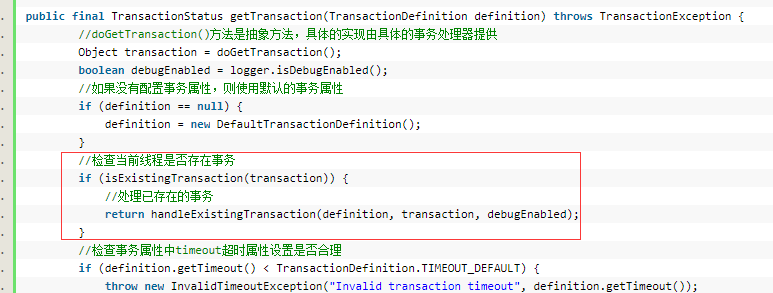 public final TransactionStatus getTransaction(TransactionDefinition definition) throws TransactionException {
//doGetTransaction()方法是抽象方法，具体的实现由具体的事务处理器提供
Object transaction = doGetTransaction();
boolean debugEnabled = logger.isDebugEnabled();
//如果没有配置事务属性，则使用默认的事务属性
if (definition == null) {
definition = new DefaultTransactionDefinition();
}
//检查当前线程是否存在事务
if (isExistingTransaction(transaction)) {
//处理已存在的事务
return handleExistingTransaction(definition, transaction, debugEnabled);
}
//检查事务属性中timeout超时属性设置是否合理
if (definition.getTimeout() < TransactionDefinition.TIMEOUT_DEFAULT) {
throw new InvalidTimeoutException("Invalid transaction timeout", definition.getTimeout());